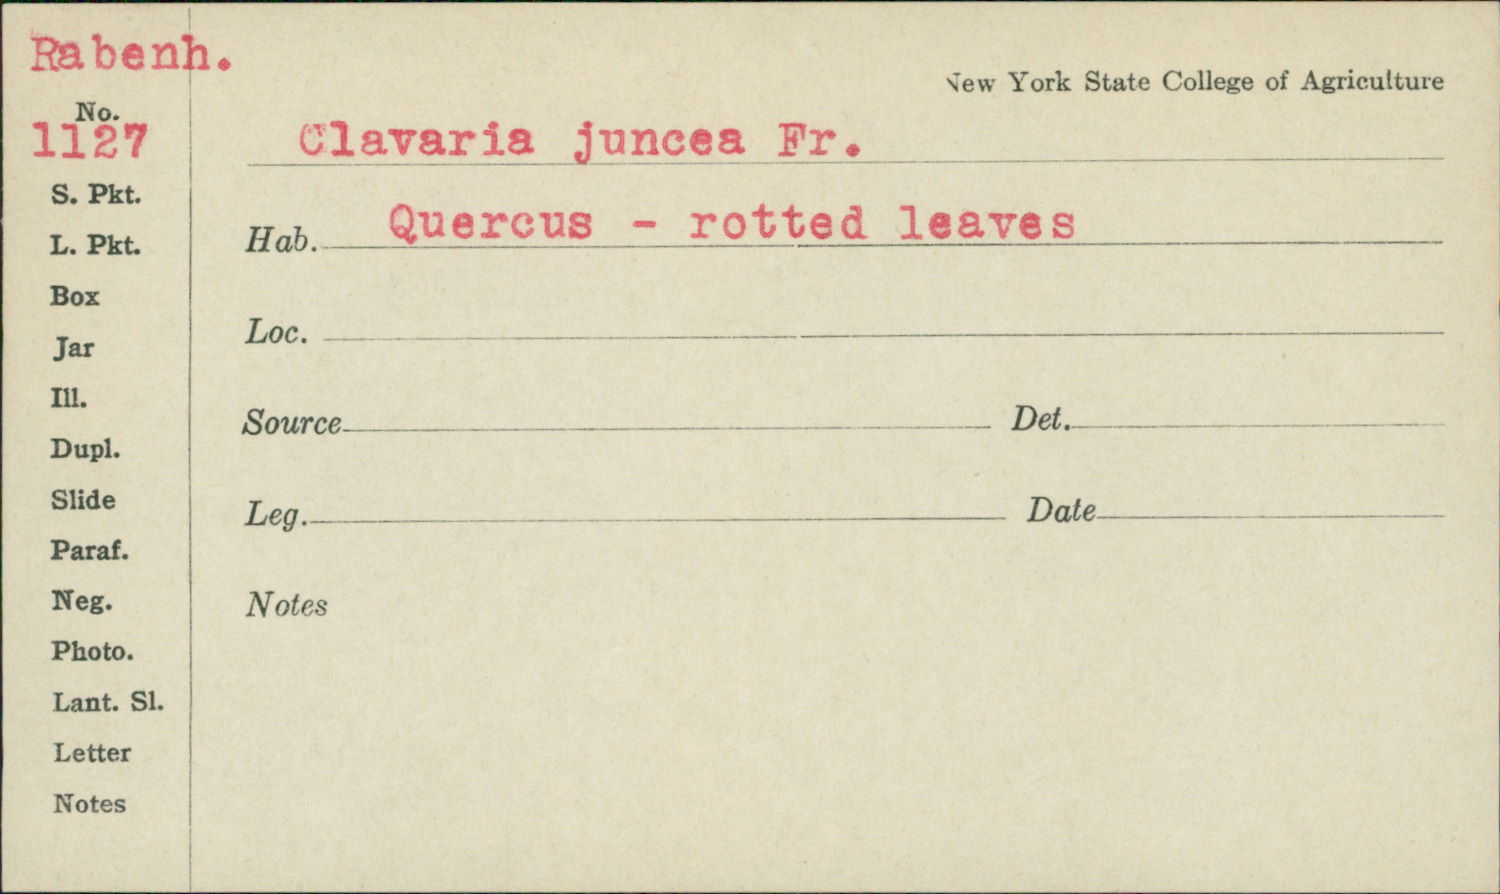 Rabenh.
New York State College of Agriculture
No.
1127
Clavaria juncea Fr.
S. Pkt.
Hab. Quercus - rotted leaves
L. Pkt.
Box
Loc.
Jar
Ill.
Source Det.
Dupl.
Slide
Leg. Date
Paraf.
Neg.
Notes
Photo.
Lant. Sl.
Letter
Notes